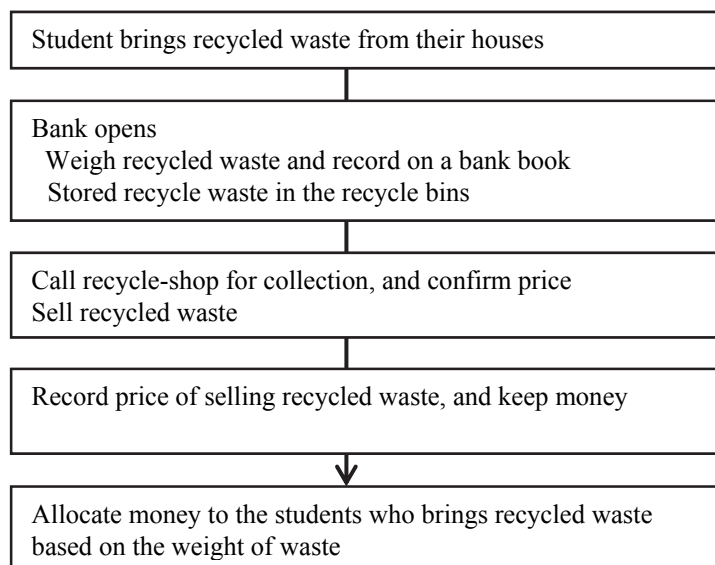 Student brings recycled waste from their houses
Bank opens
Weigh recycled waste and record on a bank book
Stored recycle waste in the recycle bins
Call recycle-shop for collection, and confirm price
Sell recycled waste
Record price of selling recycled waste, and keep money
Allocate money to the students who brings recycled waste
based on the weight of waste